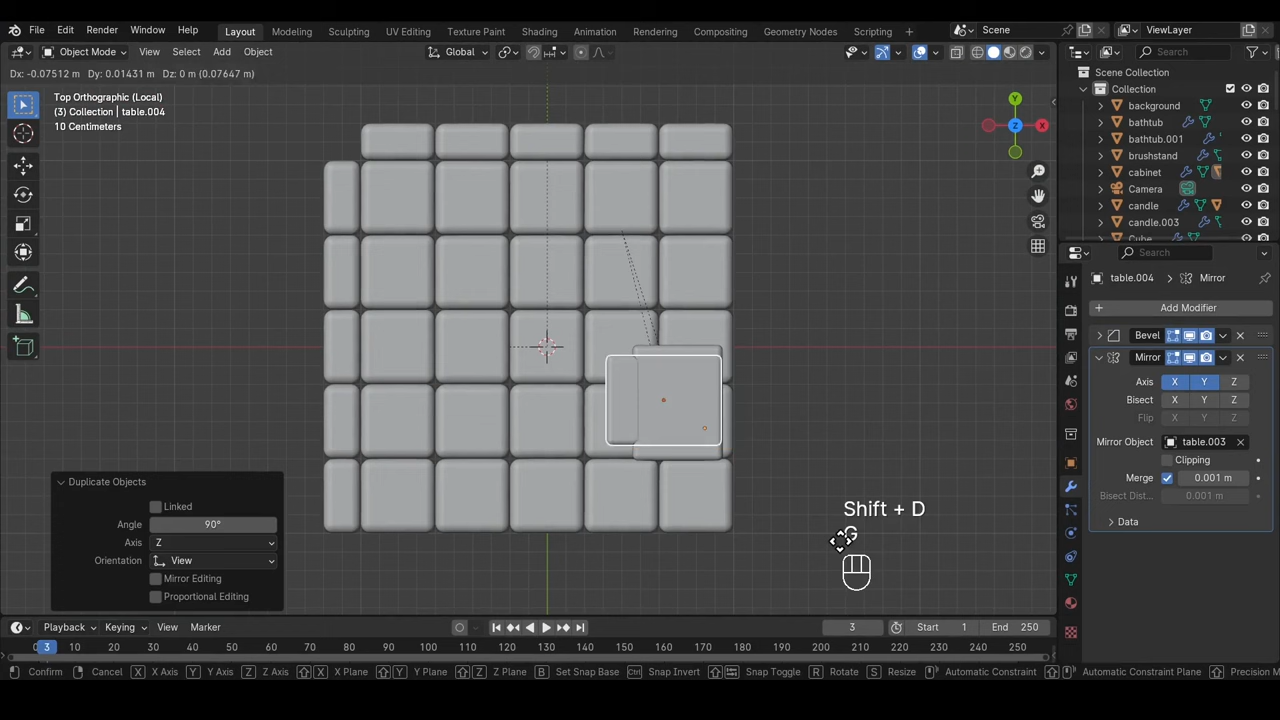 File Edit Render Window Help Layout Modeling Sculpting UV Editing Texture Paint Shading Animation Rendering Compositing Geometry Nodes Scripting + Scene ViewLayer
Object Mode View Select Add Object Global Search
Dx: -0.07512 m Dy: 0.01431 m Dz: 0 m (0.07647 m)
Scene Collection
Top Orthographic (Local)
(3) Collection | table.004
10 Centimeters
Y
Z
X
Collection
background
bathtub
bathtub.001
brushstand
cabinet
Camera
candle
candle.003
Cube
Search
table.004 Mirror
+ Add Modifier
Bevel
Mirror
Axis X Y Z
Bisect X Y Z
Flip X Y Z
Mirror Object table.003
Clipping
Merge 0.001 m
Bisect Dist... 0.001 m
Data
Duplicate Objects
Linked
Angle 90°
Axis Z
Orientation View
Mirror Editing
Proportional Editing
Shift + D
G
Playback Keying View Marker 3 Start 1 End 250
3 10 20 30 40 50 60 70 80 90 100 110 120 130 140 150 160 170 180 190 200 210 220 230 240 250
Confirm Cancel X X Axis Y Y Axis Z Z Axis X X Plane Y Y Plane Z Z Plane B Set Snap Base Ctrl Snap Invert Snap Toggle R Rotate S Resize Automatic Constraint Automatic Constraint Plane Precision M